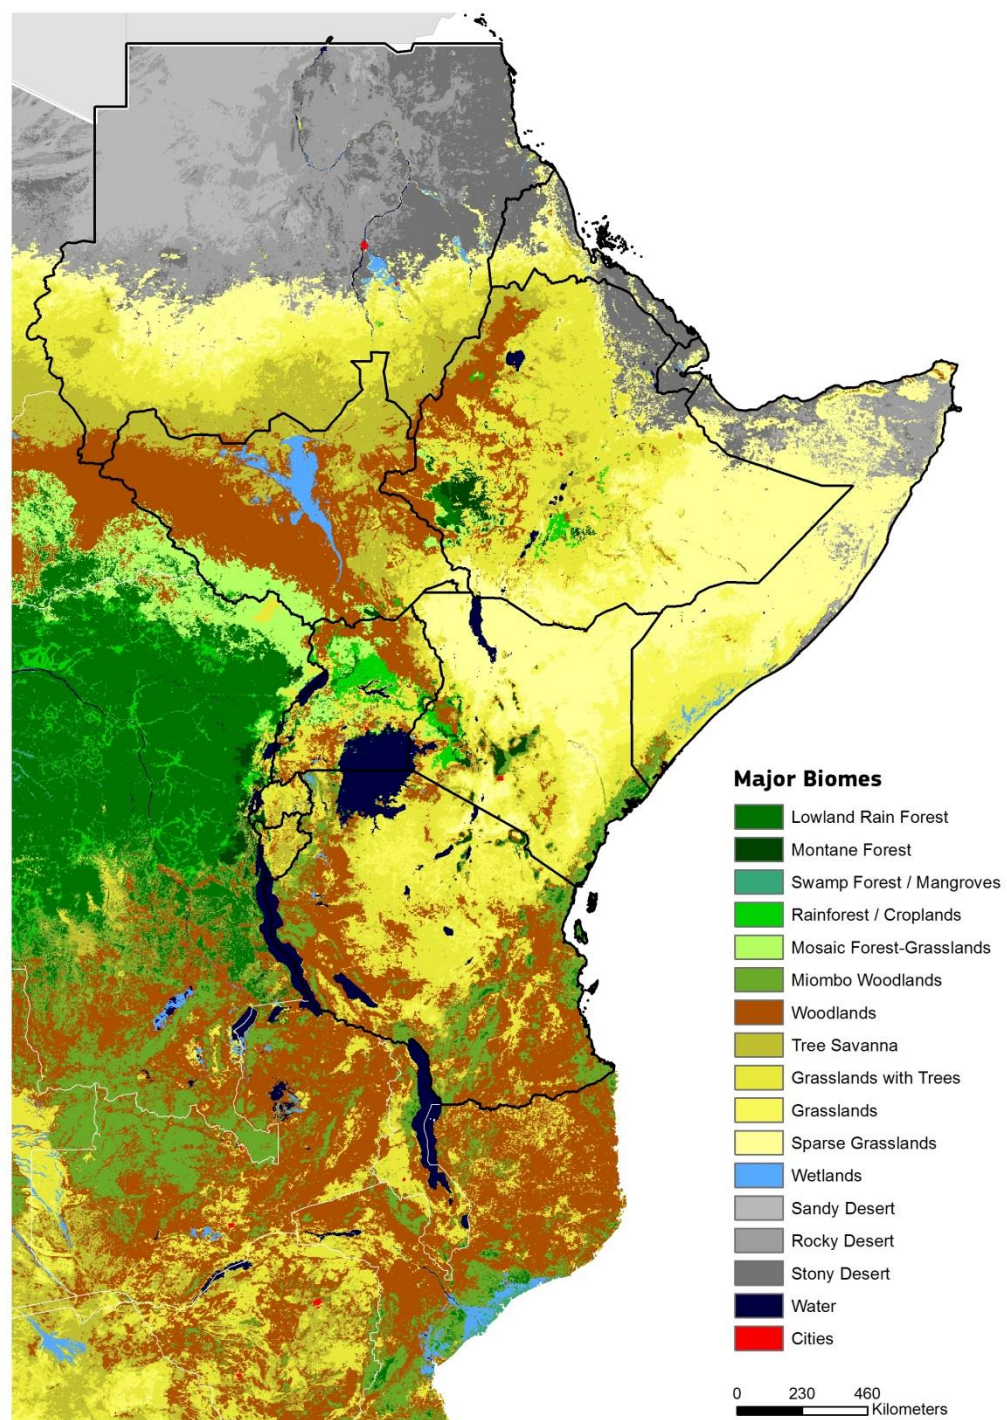 Major Biomes
Lowland Rain Forest
Montane Forest
Swamp Forest / Mangroves
Rainforest / Croplands
Mosaic Forest-Grasslands
Miombo Woodlands
Woodlands
Tree Savanna
Grasslands with Trees
Grasslands
Sparse Grasslands
Wetlands
Sandy Desert
Rocky Desert
Stony Desert
Water
Cities
0 230 460
Kilometers